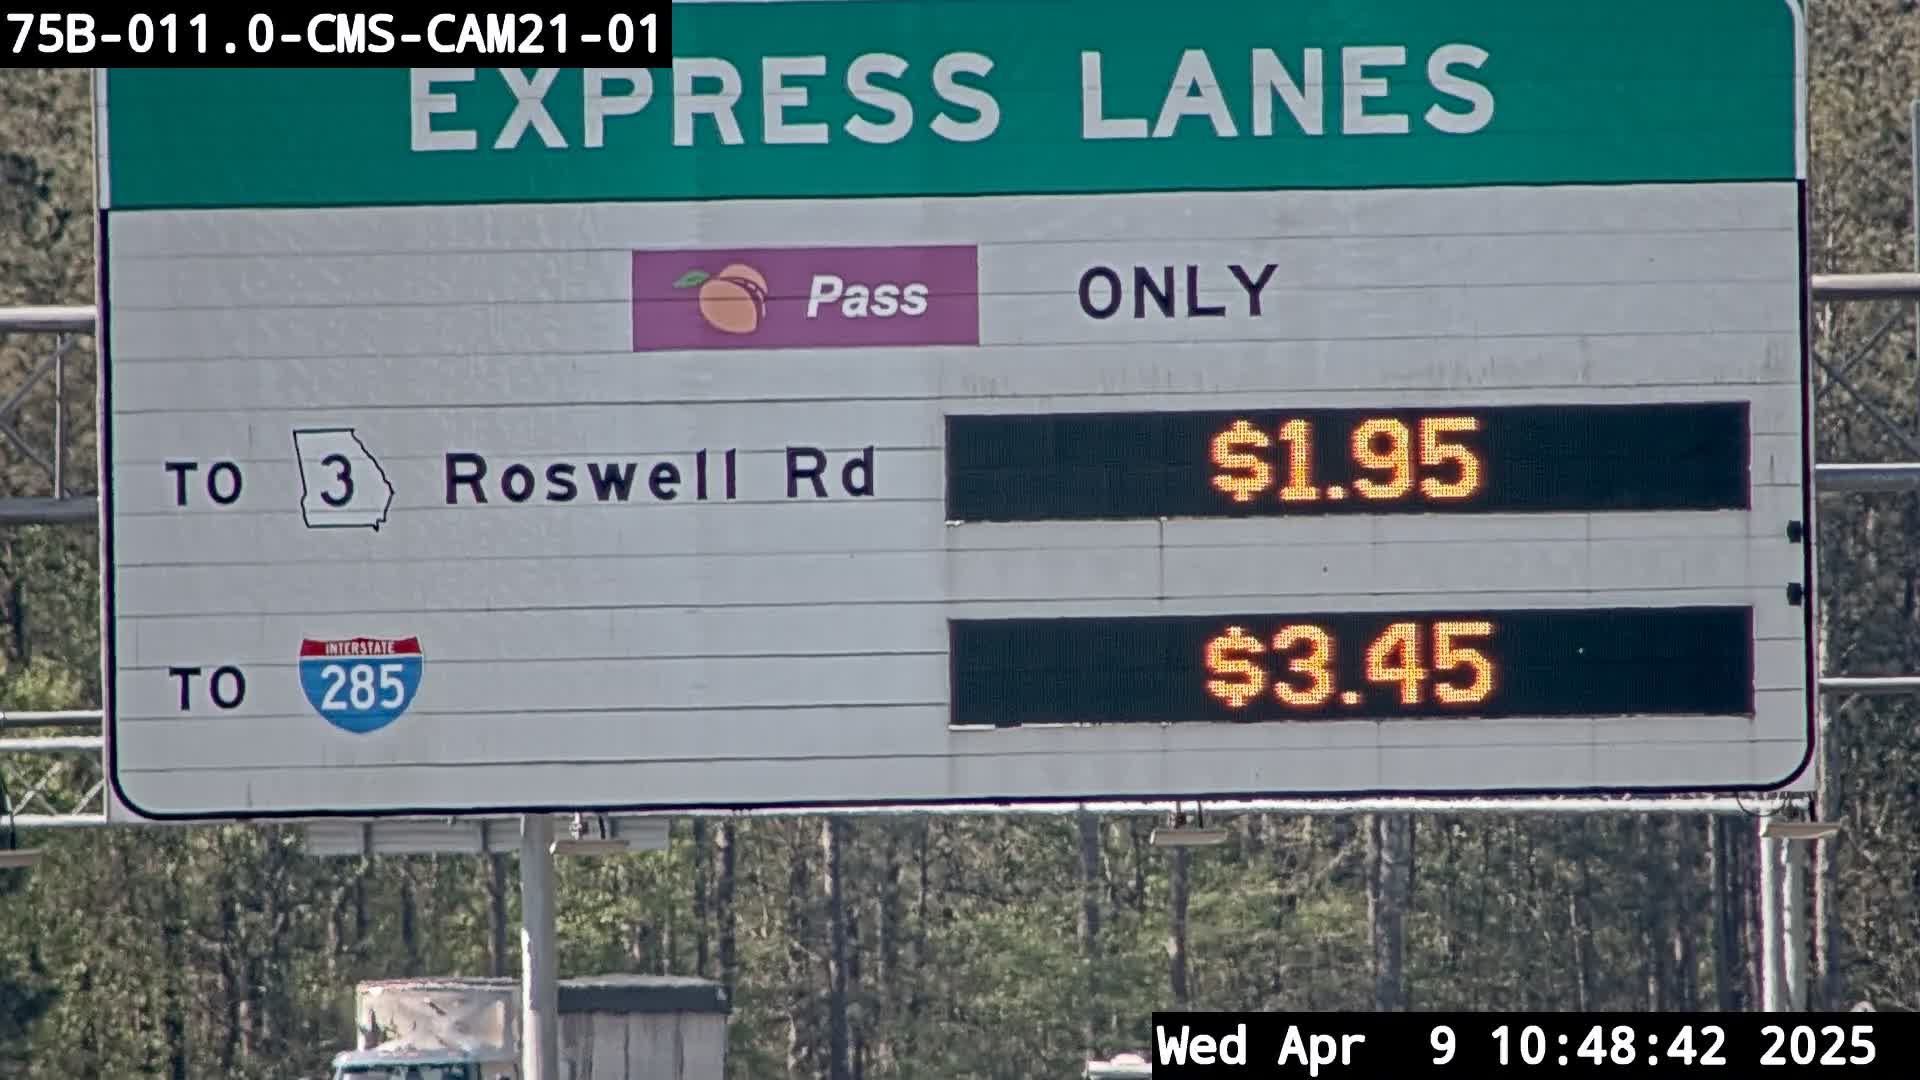 75B-011.0-CMS-CAM21-01
EXPRESS LANES
Pass ONLY
TO 3 Roswell Rd $1.95
INTERSTATE
TO 285 $3.45
Wed Apr 9 10:48:42 2025